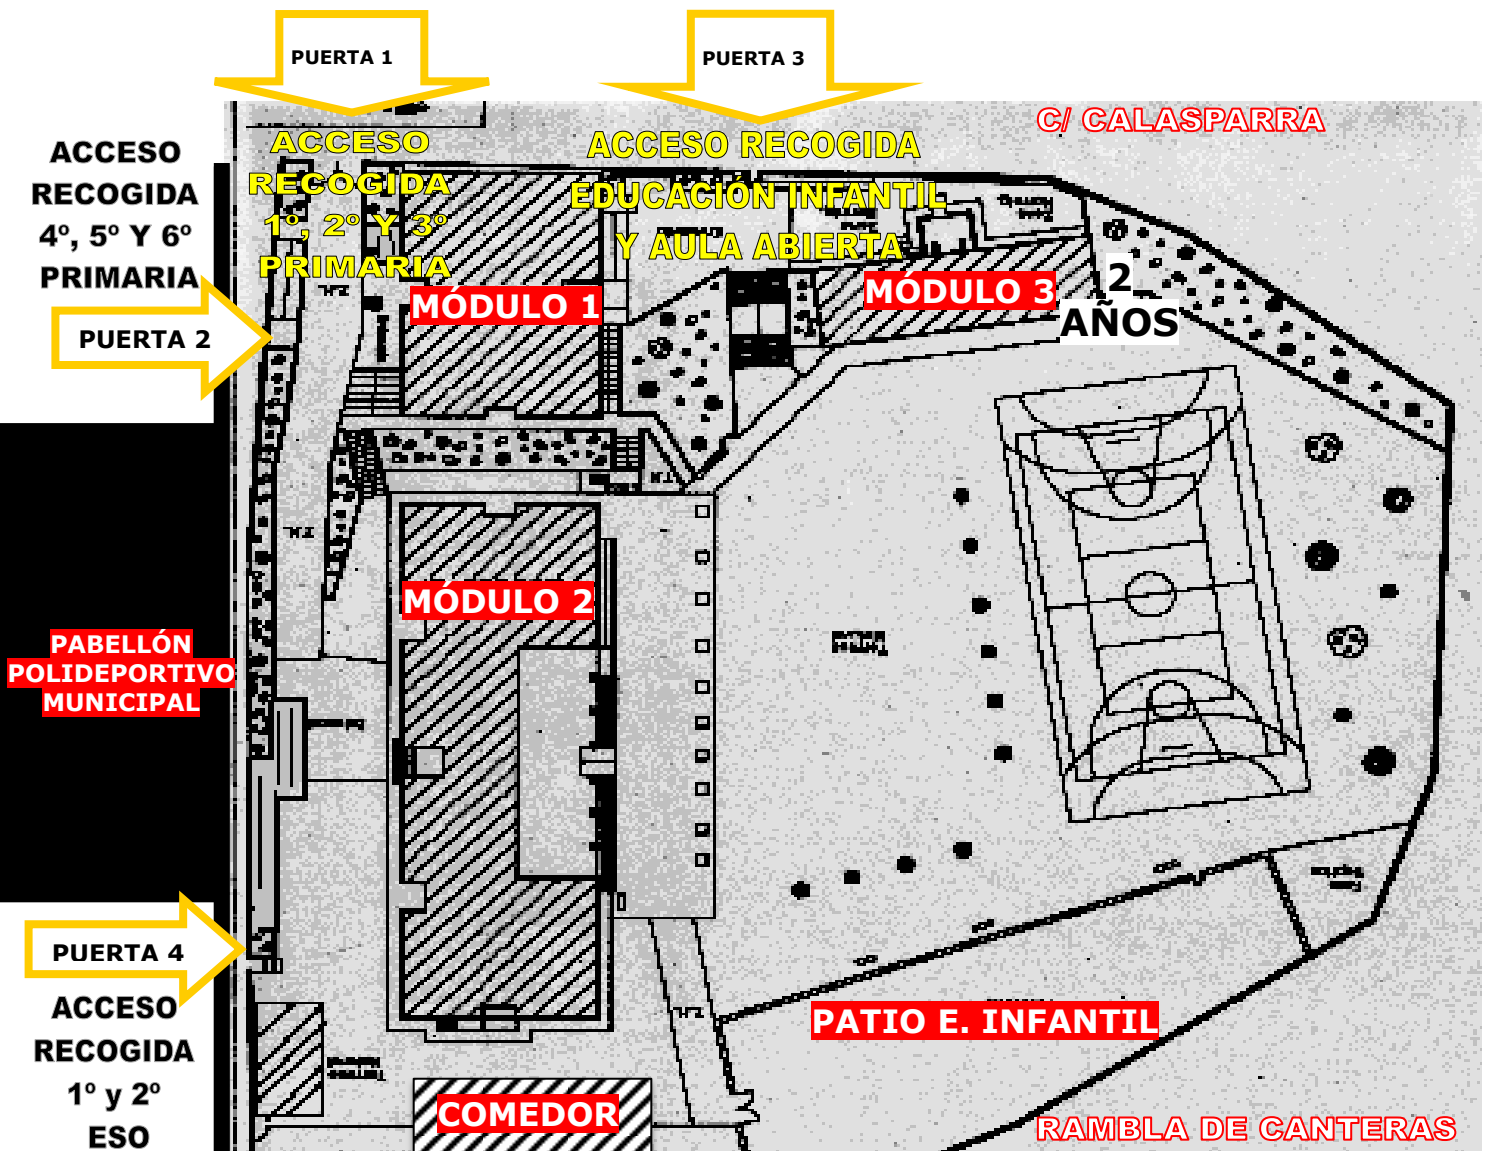 PUERTA 1
PUERTA 3
C/ CALASPARRA
ACCESO
RECOGIDA
4º, 5º Y 6º
PRIMARIA
ACCESO
RECOGIDA
1º, 2º Y 3º
PRIMARIA
ACCESO RECOGIDA
EDUCACIÓN INFANTIL
Y AULA ABIERTA
MÓDULO 1
MÓDULO 3
2
AÑOS
PUERTA 2
MÓDULO 2
PABELLÓN
POLIDEPORTIVO
MUNICIPAL
PUERTA 4
ACCESO
RECOGIDA
1º y 2º
ESO
PATIO E. INFANTIL
COMEDOR
RAMBLA DE CANTERAS